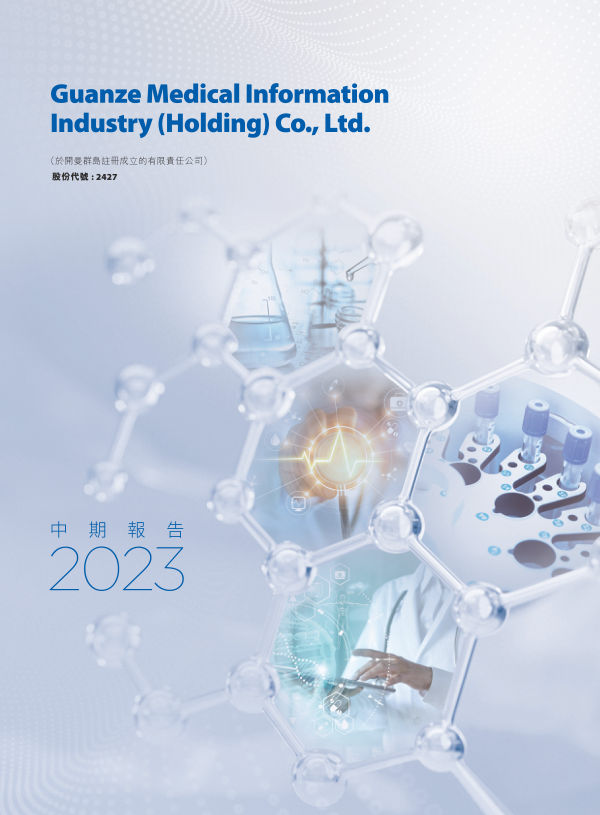 Guanze Medical Information
Industry (Holding) Co., Ltd.
（於開曼群島註冊成立的有限責任公司）
股份代號 : 2427
中期報告
2023